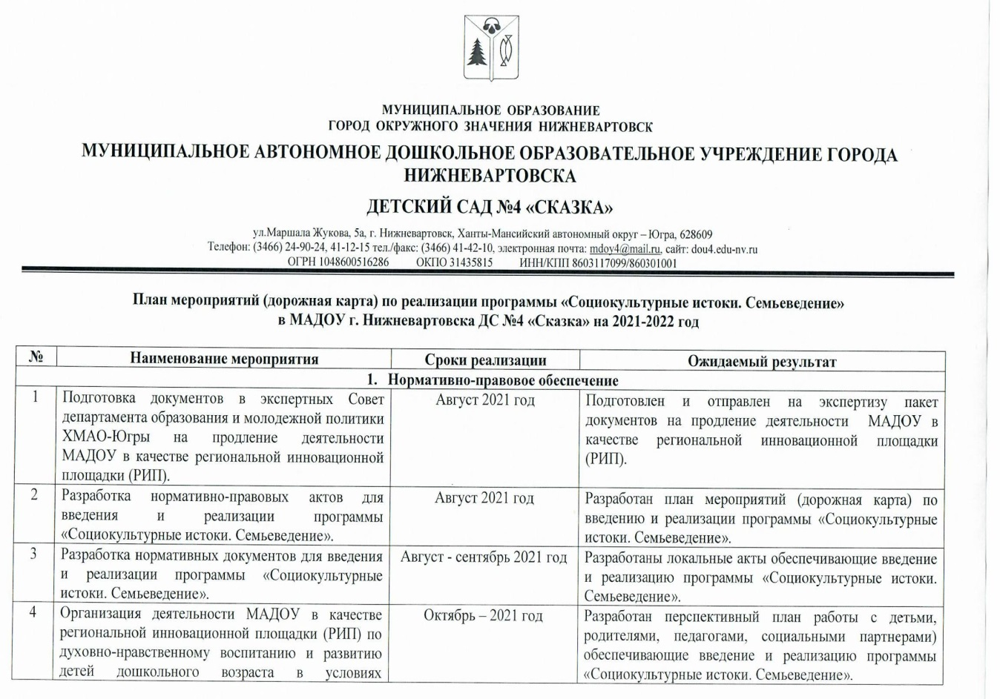 МУНИЦИПАЛЬНОЕ ОБРАЗОВАНИЕ
ГОРОД ОКРУЖНОГО ЗНАЧЕНИЯ НИЖНЕВАРТОВСК
МУНИЦИПАЛЬНОЕ АВТОНОМНОЕ ДОШКОЛЬНОЕ ОБРАЗОВАТЕЛЬНОЕ УЧРЕЖДЕНИЕ ГОРОДА
НИЖНЕВАРТОВСКА
ДЕТСКИЙ САД №4 «СКАЗКА»
ул.Маршала Жукова, 5а, г. Нижневартовск, Ханты-Мансийский автономный округ – Югра, 628609
Телефон: (3466) 24-90-24, 41-12-15 тел./факс: (3466) 41-42-10, электронная почта: mdoy4@mail.ru, сайт: dou4.edu-nv.ru
ОГРН 1048600516286 ОКПО 31435815 ИНН/КПП 8603117099/860301001
План мероприятий (дорожная карта) по реализации программы «Социокультурные истоки. Семьеведение»
в МАДОУ г. Нижневартовска ДС №4 «Сказка» на 2021-2022 год
№ Наименование мероприятия Сроки реализации Ожидаемый результат
1. Нормативно-правовое обеспечение
1
Подготовка документов в экспертных Совет
департамента образования и молодежной политики
ХМАО-Югры на продление деятельности
МАДОУ в качестве региональной инновационной
площадки (РИП).
Август 2021 год
Подготовлен и отправлен на экспертизу пакет
документов на продление деятельности МАДОУ в
качестве региональной инновационной площадки
(РИП).
2
Разработка нормативно-правовых актов для
введения и реализации программы
«Социокультурные истоки. Семьеведение».
Август 2021 год
Разработан план мероприятий (дорожная карта) по
введению и реализации программы «Социокультурные
истоки. Семьеведение».
3
Разработка нормативных документов для введения
и реализации программы «Социокультурные
истоки. Семьеведение».
Август - сентябрь 2021 год
Разработаны локальные акты обеспечивающие введение
и реализацию программы «Социокультурные истоки.
Семьеведение».
4
Организация деятельности МАДОУ в качестве
региональной инновационной площадки (РИП) по
духовно-нравственному воспитанию и развитию
детей дошкольного возраста в условиях
Октябрь – 2021 год
Разработан перспективный план работы с детьми,
родителями, педагогами, социальными партнерами)
обеспечивающие введение и реализацию программы
«Социокультурные истоки. Семьеведение».